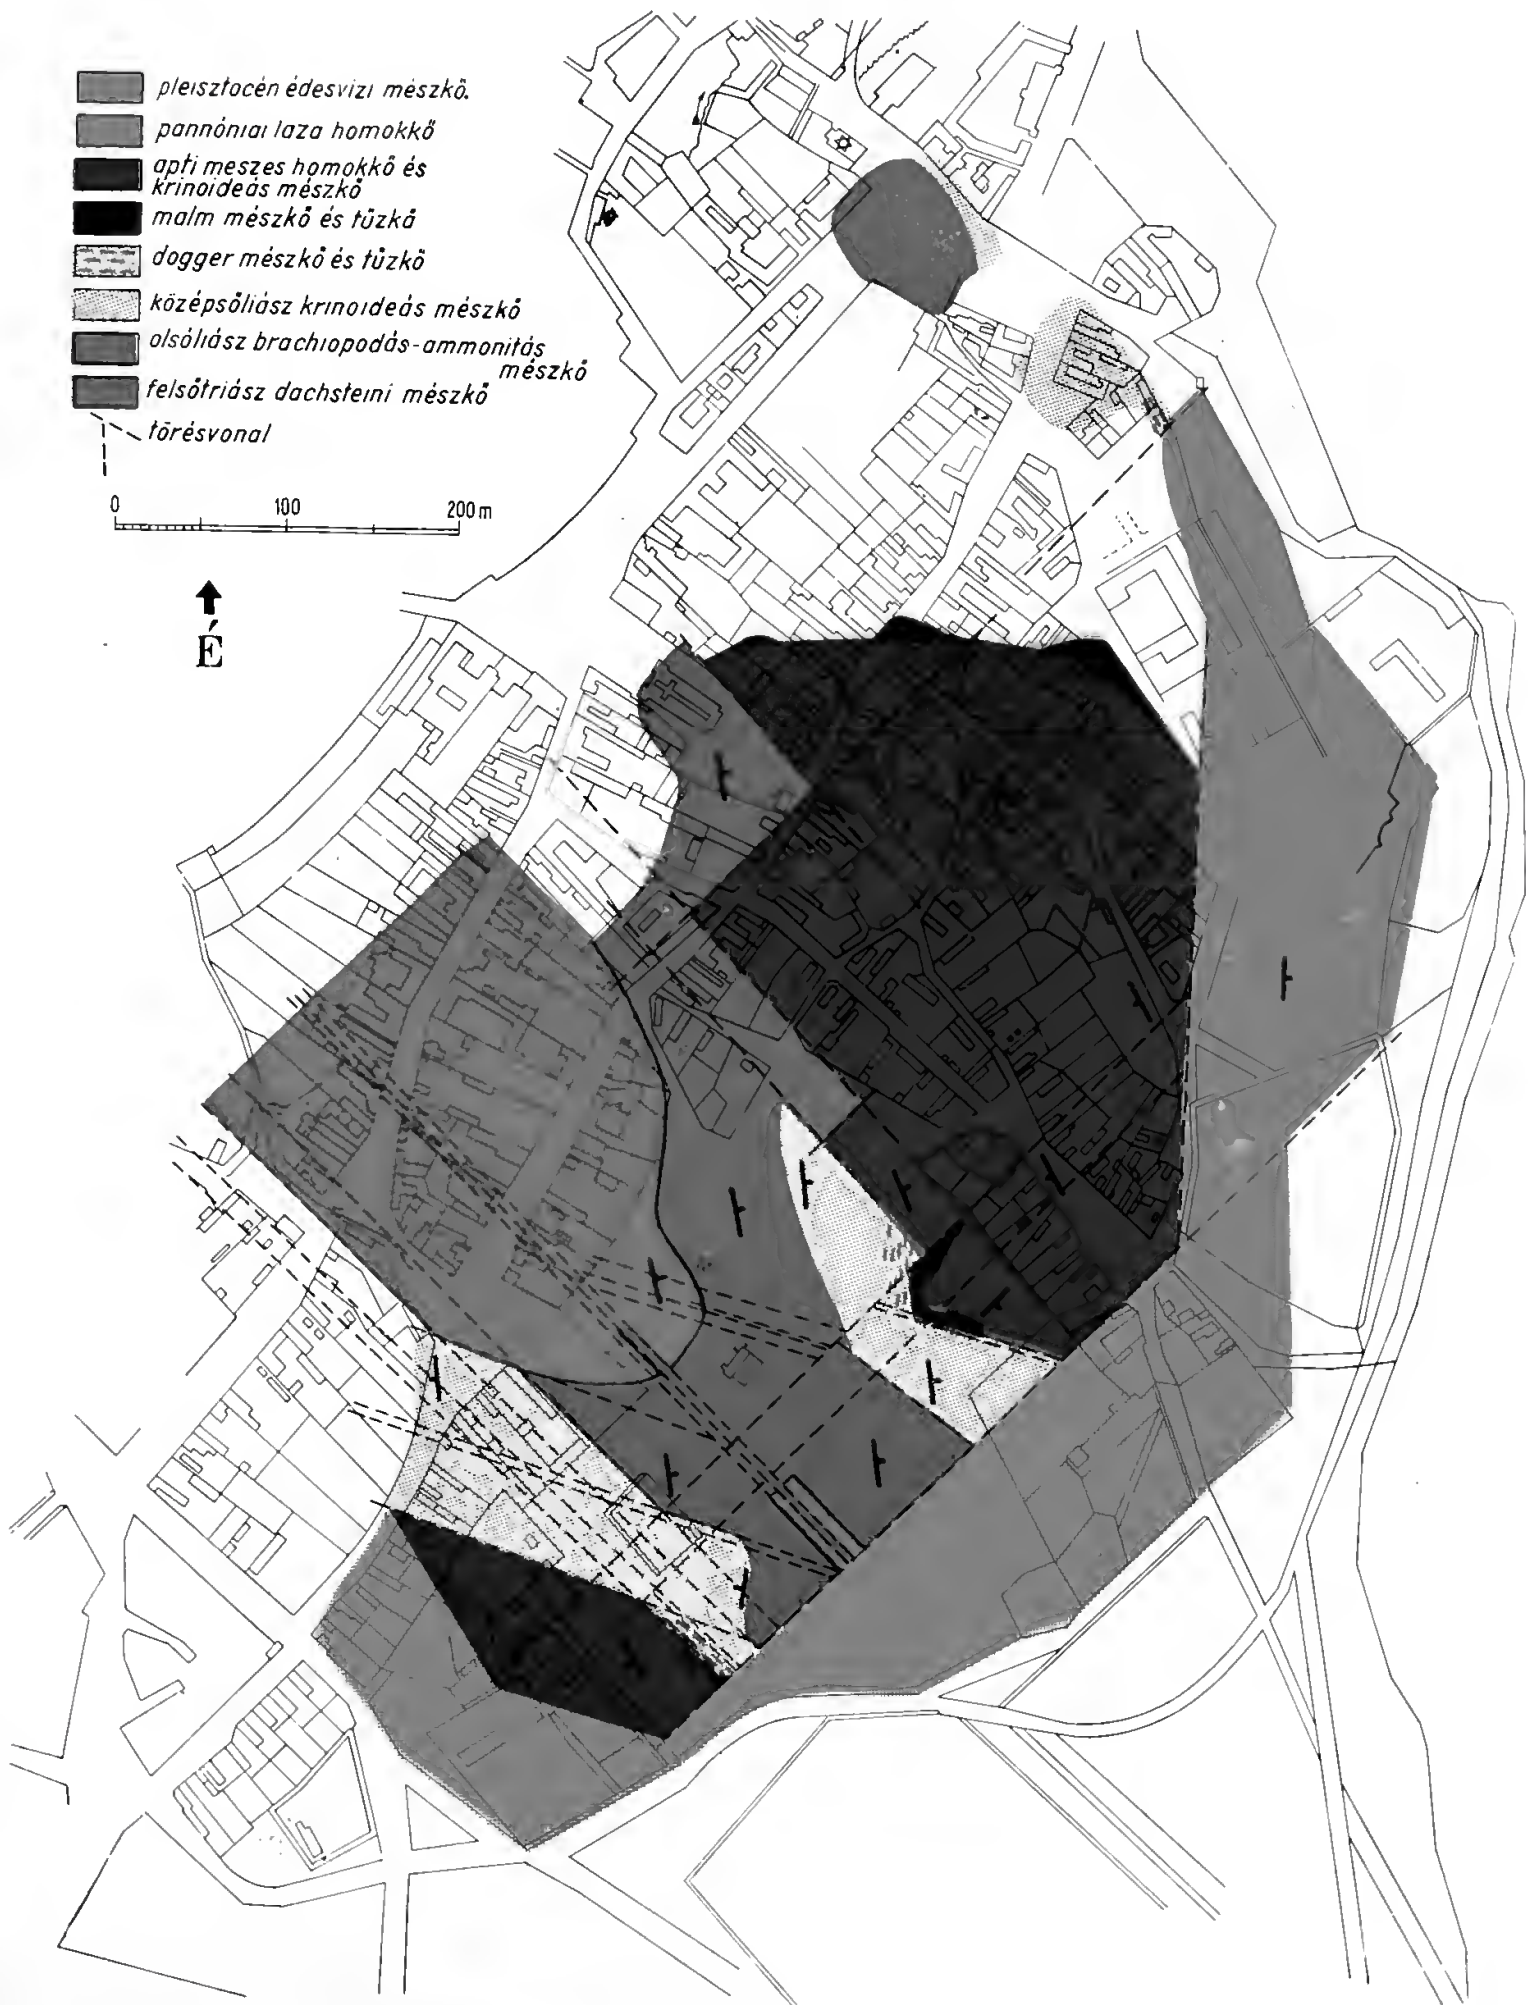 pleisztocén édesvízi mészkő.
pannóniai laza homokkő
apti meszes homokkő és
krinoideás mészkő
malm mészkő és tűzkő
dogger mészkő és tűzkő
középsőliász krinoideás mészkő
olsóliász brachiopodás-ammonitás
mészkő
felsőtriász dachsteini mészkő
törésvonal
0 100 200 m
É